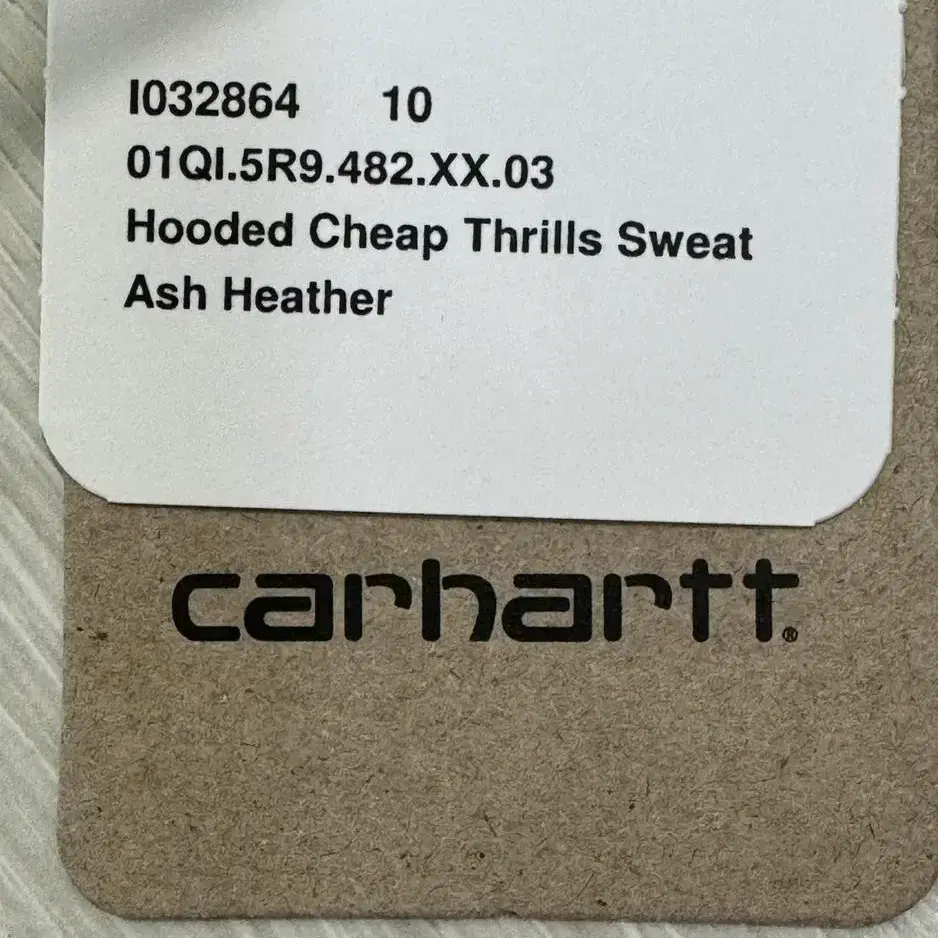 I032864 10
01QI.5R9.482.XX.03
Hooded Cheap Thrills Sweat
Ash Heather
carhartt®